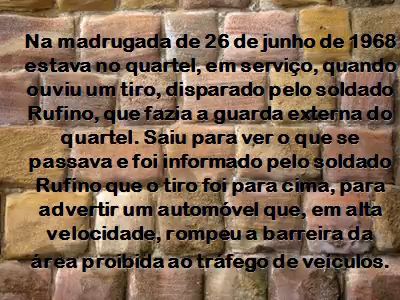 Na madrugada de 26 de junho de 1968
estava no quartel, em serviço, quando
ouviu um tiro, disparado pelo soldado
Rufino, que fazia a guarda externa do
quartel. Saiu para ver o que se
passava e foi informado pelo soldado
Rufino que o tiro foi para cima, para
advertir um automóvel que, em alta
velocidade, rompeu a barreira da
área proibida ao tráfego de veículos.